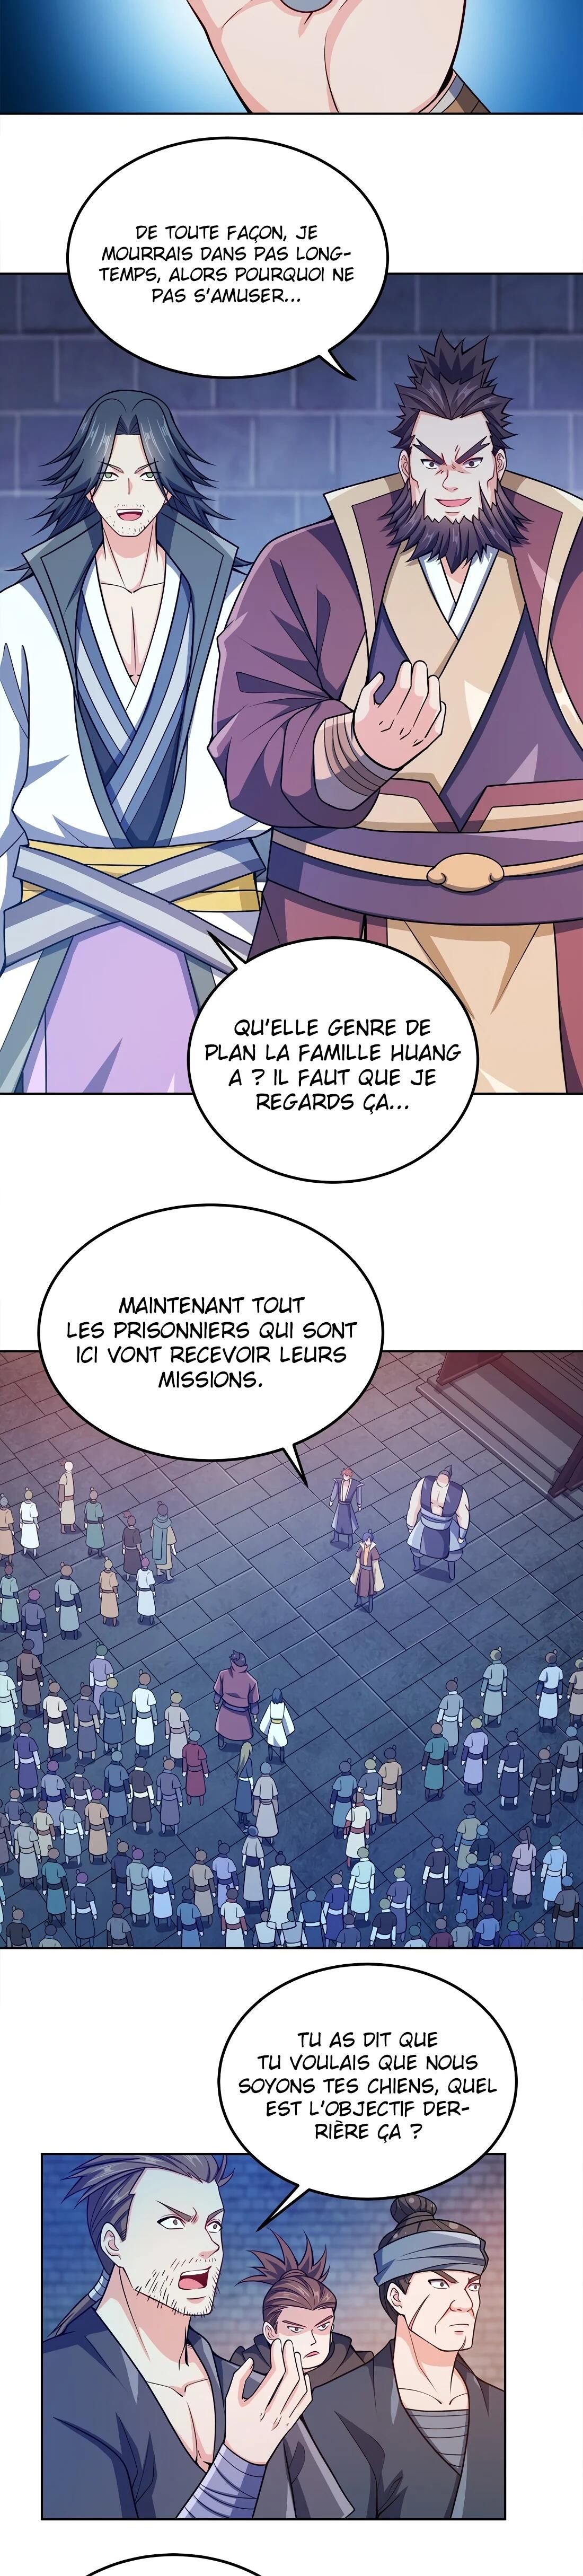 DE TOUTE FAÇON, JE
MOURRAIS DANS PAS LONG-
TEMPS, ALORS POURQUOI NE
PAS S'AMUSER...
QU'ELLE GENRE DE
PLAN LA FAMILLE HUANG
A ? IL FAUT QUE JE
REGARDS ÇA...
MAINTENANT TOUT
LES PRISONNIERS QUI SONT
ICI VONT RECEVOIR LEURS
MISSIONS.
TU AS DIT QUE
TU VOULAIS QUE NOUS
SOYONS TES CHIENS, QUEL
EST L'OBJECTIF DER-
RIÈRE ÇA ?